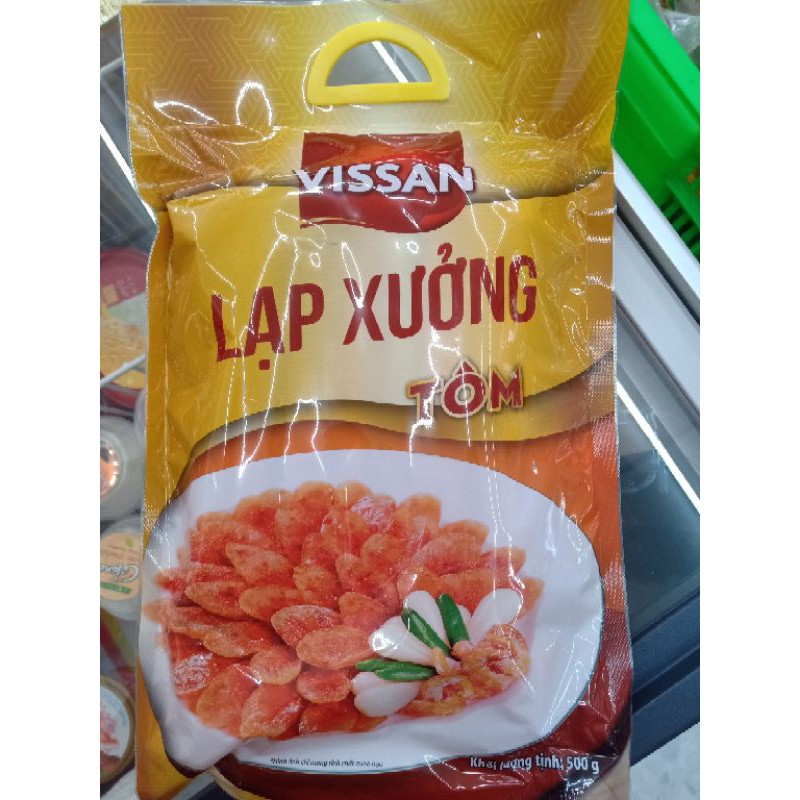 VISSAN
LẠP XƯỞNG
TÔM
Khối lượng tịnh: 500 g